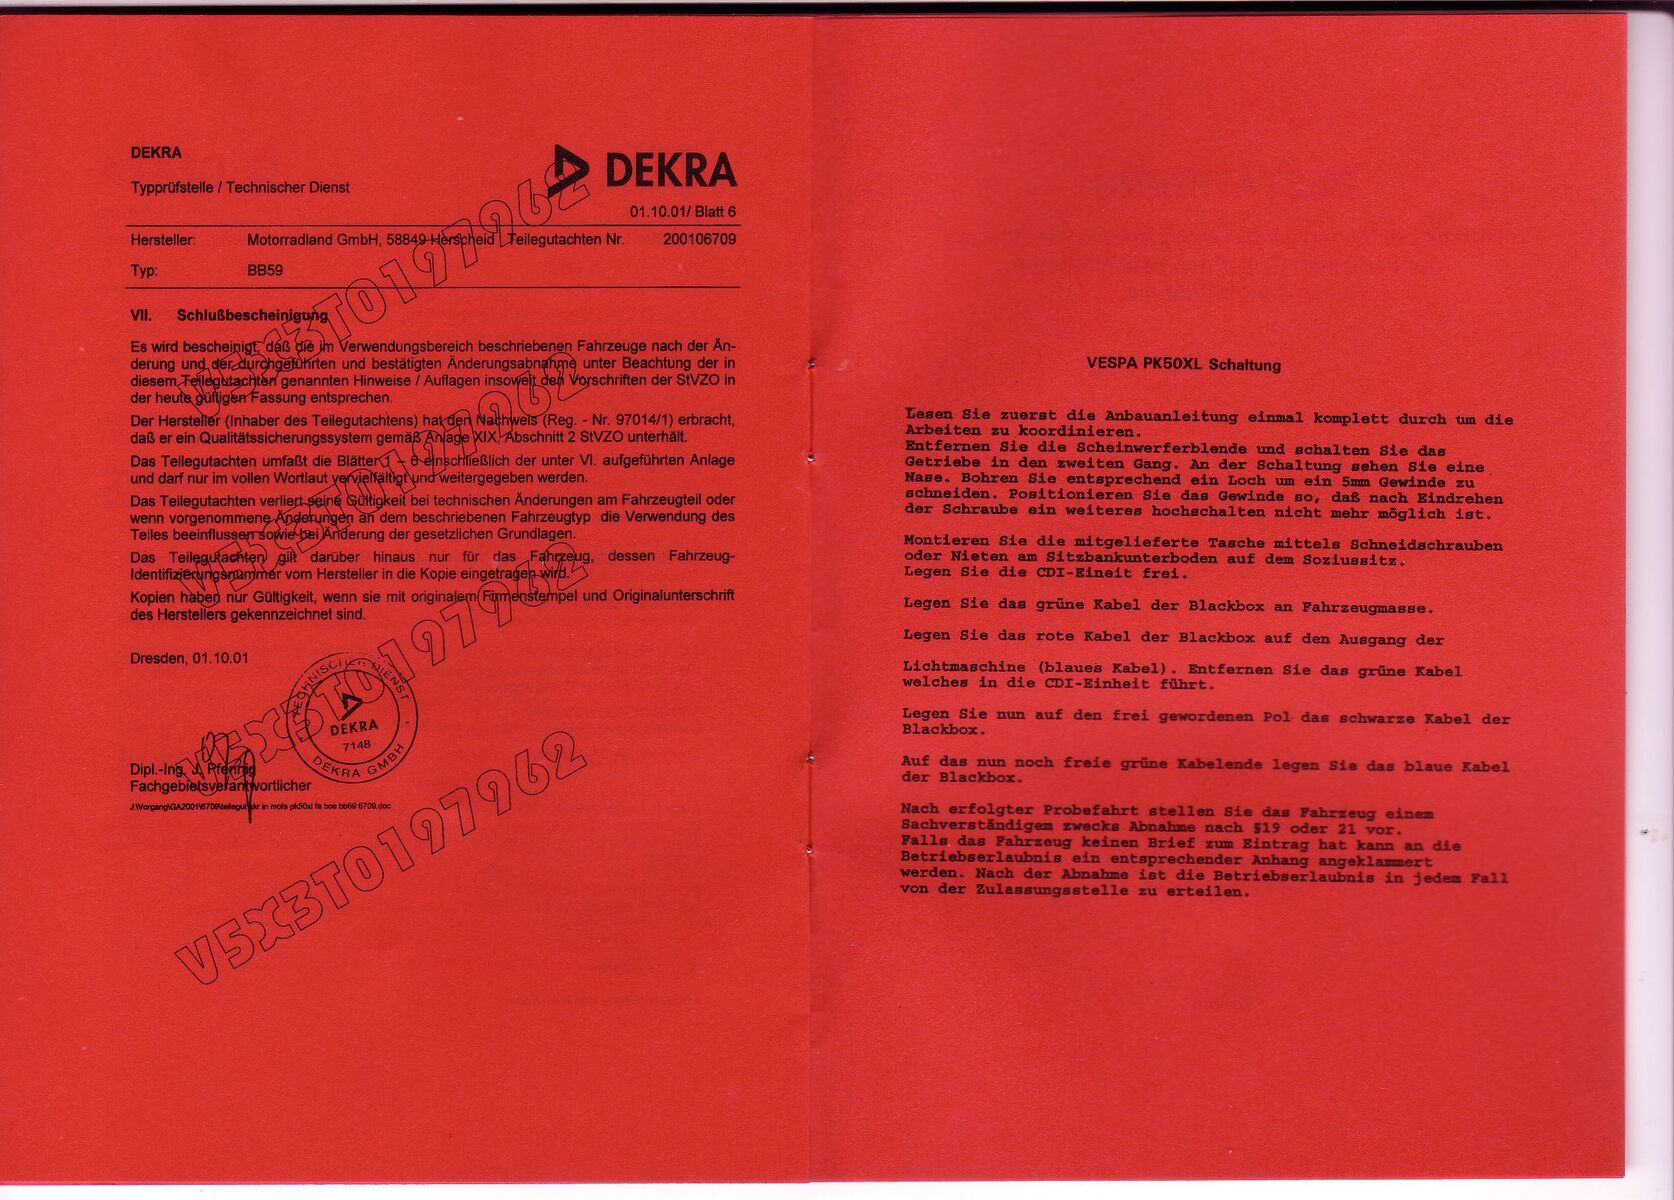 DEKRA
DEKRA
Typprüfstelle / Technischer Dienst
01.10.01/ Blatt 6
Hersteller: Motorradland GmbH, 58849 Herscheid Teilegutachten Nr. 200106709
Typ: BB59
VII. Schlußbescheinigung
Es wird bescheinigt, daß die im Verwendungsbereich beschriebenen Fahrzeuge nach der Än-
derung und der durchgeführten und bestätigten Änderungsabnahme unter Beachtung der in
diesem Teilegutachten genannten Hinweise / Auflagen insoweit den Vorschriften der StVZO in
der heute gültigen Fassung entsprechen.
Der Hersteller (Inhaber des Teilegutachtens) hat den Nachweis (Reg. - Nr. 97014/1) erbracht,
daß er ein Qualitätssicherungssystem gemäß Anlage XIX, Abschnitt 2 StVZO unterhält.
Das Teilegutachten umfaßt die Blätter 1 – 6 einschließlich der unter VI. aufgeführten Anlage
und darf nur im vollen Wortlaut vervielfältigt und weitergegeben werden.
Das Teilegutachten verliert seine Gültigkeit bei technischen Änderungen am Fahrzeugteil oder
wenn vorgenommene Änderungen an dem beschriebenen Fahrzeugtyp die Verwendung des
Teiles beeinflussen sowie bei Änderung der gesetzlichen Grundlagen.
Das Teilegutachten gilt darüber hinaus nur für das Fahrzeug, dessen Fahrzeug-
Identifizierungsnummer vom Hersteller in die Kopie eingetragen wird.
Kopien haben nur Gültigkeit, wenn sie mit originalem Firmenstempel und Originalunterschrift
des Herstellers gekennzeichnet sind.
Dresden, 01.10.01
TECHNISCHER DIENST
DEKRA
7148
DEKRA GMBH
Dipl.-Ing. J. Pfennig
Fachgebietsverantwortlicher
V5X3T0197962
V5X3T0197962
V5X3T0197962
V5X3T0197962
VESPA PK50XL Schaltung
Lesen Sie zuerst die Anbauanleitung einmal komplett durch um die
Arbeiten zu koordinieren.
Entfernen Sie die Scheinwerferblende und schalten Sie das
Getriebe in den zweiten Gang. An der Schaltung sehen Sie eine
Nase. Bohren Sie entsprechend ein Loch um ein 5mm Gewinde zu
schneiden. Positionieren Sie das Gewinde so, daß nach Eindrehen
der Schraube ein weiteres hochschalten nicht mehr möglich ist.
Montieren Sie die mitgelieferte Tasche mittels Schneidschrauben
oder Nieten am Sitzbankunterboden auf dem Soziussitz.
Legen Sie die CDI-Eineit frei.
Legen Sie das grüne Kabel der Blackbox an Fahrzeugmasse.
Legen Sie das rote Kabel der Blackbox auf den Ausgang der
Lichtmaschine (blaues Kabel). Entfernen Sie das grüne Kabel
welches in die CDI-Einheit führt.
Legen Sie nun auf den frei gewordenen Pol das schwarze Kabel der
Blackbox.
Auf das nun noch freie grüne Kabelende legen Sie das blaue Kabel
der Blackbox.
Nach erfolgter Probefahrt stellen Sie das Fahrzeug einem
Sachverständigem zwecks Abnahme nach §19 oder 21 vor.
Falls das Fahrzeug keinen Brief zum Eintrag hat kann an die
Betriebserlaubnis ein entsprechender Anhang angeklammert
werden. Nach der Abnahme ist die Betriebserlaubnis in jedem Fall
von der Zulassungsstelle zu erteilen.